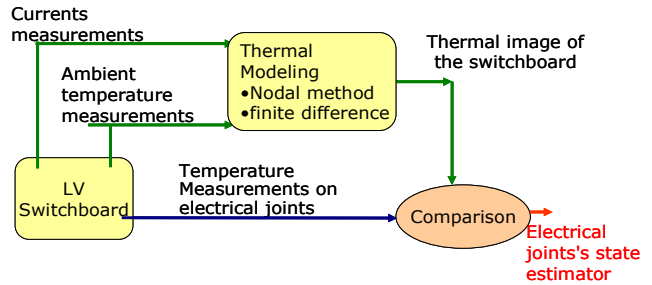 Currents
measurements
Thermal
Modeling
•Nodal method
•finite difference
Thermal image of
the switchboard
Ambient
temperature
measurements
LV
Switchboard
Temperature
Measurements on
electrical joints
Comparison
Electrical
joints's state
estimator